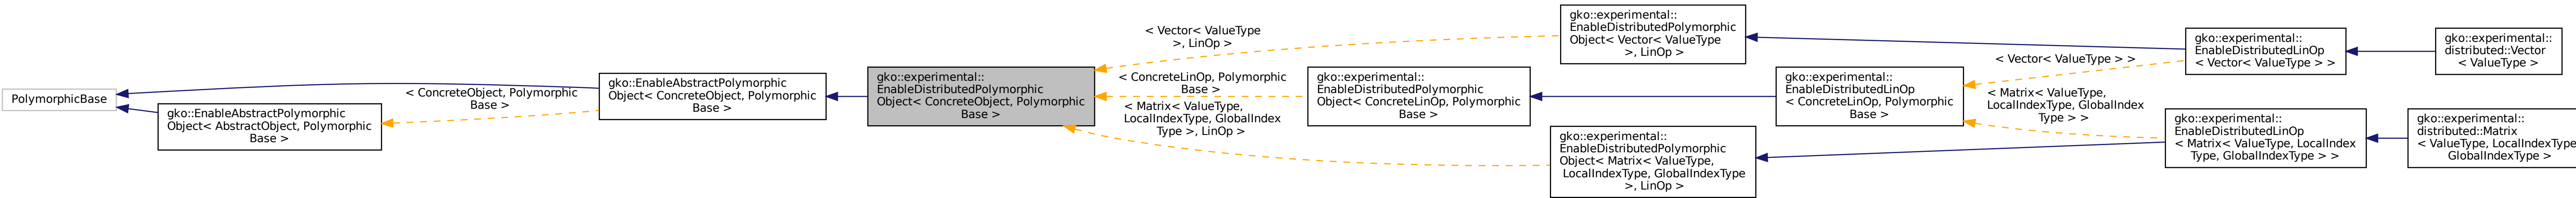 PolymorphicBase
gko::EnableAbstractPolymorphic
Object< AbstractObject, Polymorphic
Base >
< ConcreteObject, Polymorphic
Base >
gko::EnableAbstractPolymorphic
Object< ConcreteObject, Polymorphic
Base >
gko::experimental::
EnableDistributedPolymorphic
Object< ConcreteObject, Polymorphic
Base >
< Vector< ValueType
>, LinOp >
< ConcreteLinOp, Polymorphic
Base >
< Matrix< ValueType,
LocalIndexType, GlobalIndex
Type >, LinOp >
gko::experimental::
EnableDistributedPolymorphic
Object< Vector< ValueType
>, LinOp >
gko::experimental::
EnableDistributedPolymorphic
Object< ConcreteLinOp, Polymorphic
Base >
gko::experimental::
EnableDistributedPolymorphic
Object< Matrix< ValueType,
LocalIndexType, GlobalIndexType
>, LinOp >
gko::experimental::
EnableDistributedLinOp
< ConcreteLinOp, Polymorphic
Base >
< Vector< ValueType > >
< Matrix< ValueType,
LocalIndexType, GlobalIndex
Type > >
gko::experimental::
EnableDistributedLinOp
< Vector< ValueType > >
gko::experimental::
EnableDistributedLinOp
< Matrix< ValueType, LocalIndex
Type, GlobalIndexType > >
gko::experimental::
distributed::Vector
< ValueType >
gko::experimental::
distributed::Matrix
< ValueType, LocalIndexType
GlobalIndexType >